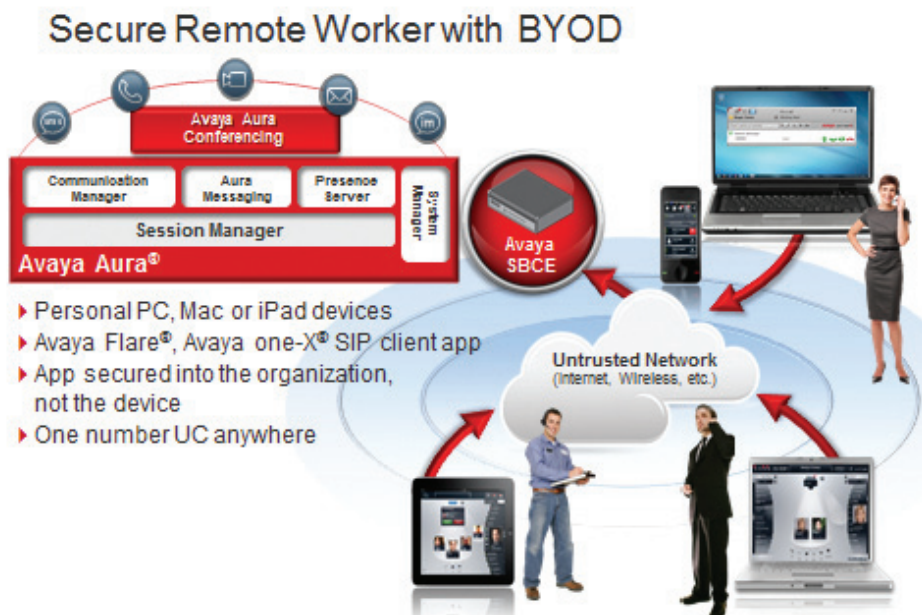 Secure Remote Worker with BYOD
Avaya Aura
Conferencing
im
Communication
Manager
Aura
Messaging
Presence
Server
System
Manager
Session Manager
Avaya Aura®
Avaya
SBCE
▸ Personal PC, Mac or iPad devices
▸ Avaya Flare®, Avaya one-X® SIP client app
▸ App secured into the organization,
not the device
▸ One number UC anywhere
Untrusted Network
(Internet, Wireless, etc.)